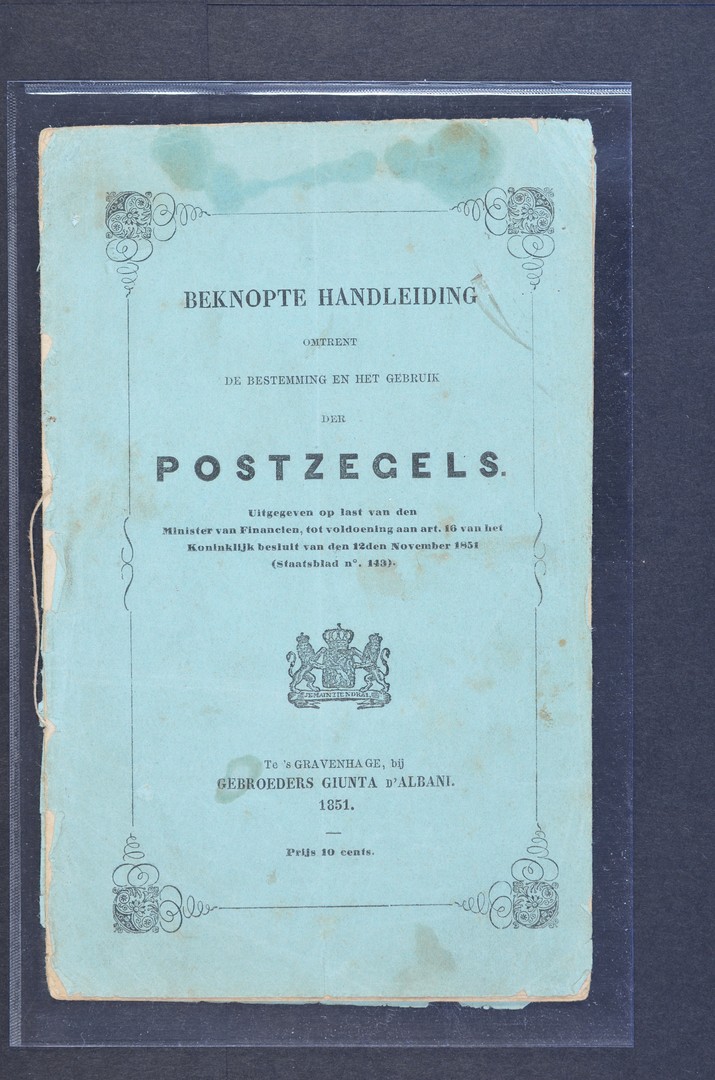 BEKNOPTE HANDLEIDING
OMTRENT
DE BESTEMMING EN HET GEBRUIK
DER
POSTZEGELS.
Uitgegeven op last van den
Minister van Financien, tot voldoening aan art. 16 van het
Koninklijk besluit van den 12den November 1851
(Staatsblad n°. 143).
JE MAINTIENDRAI
Te 's GRAVENHAGE, bij
GEBROEDERS GIUNTA D'ALBANI.
1851.
Prijs 10 cents.